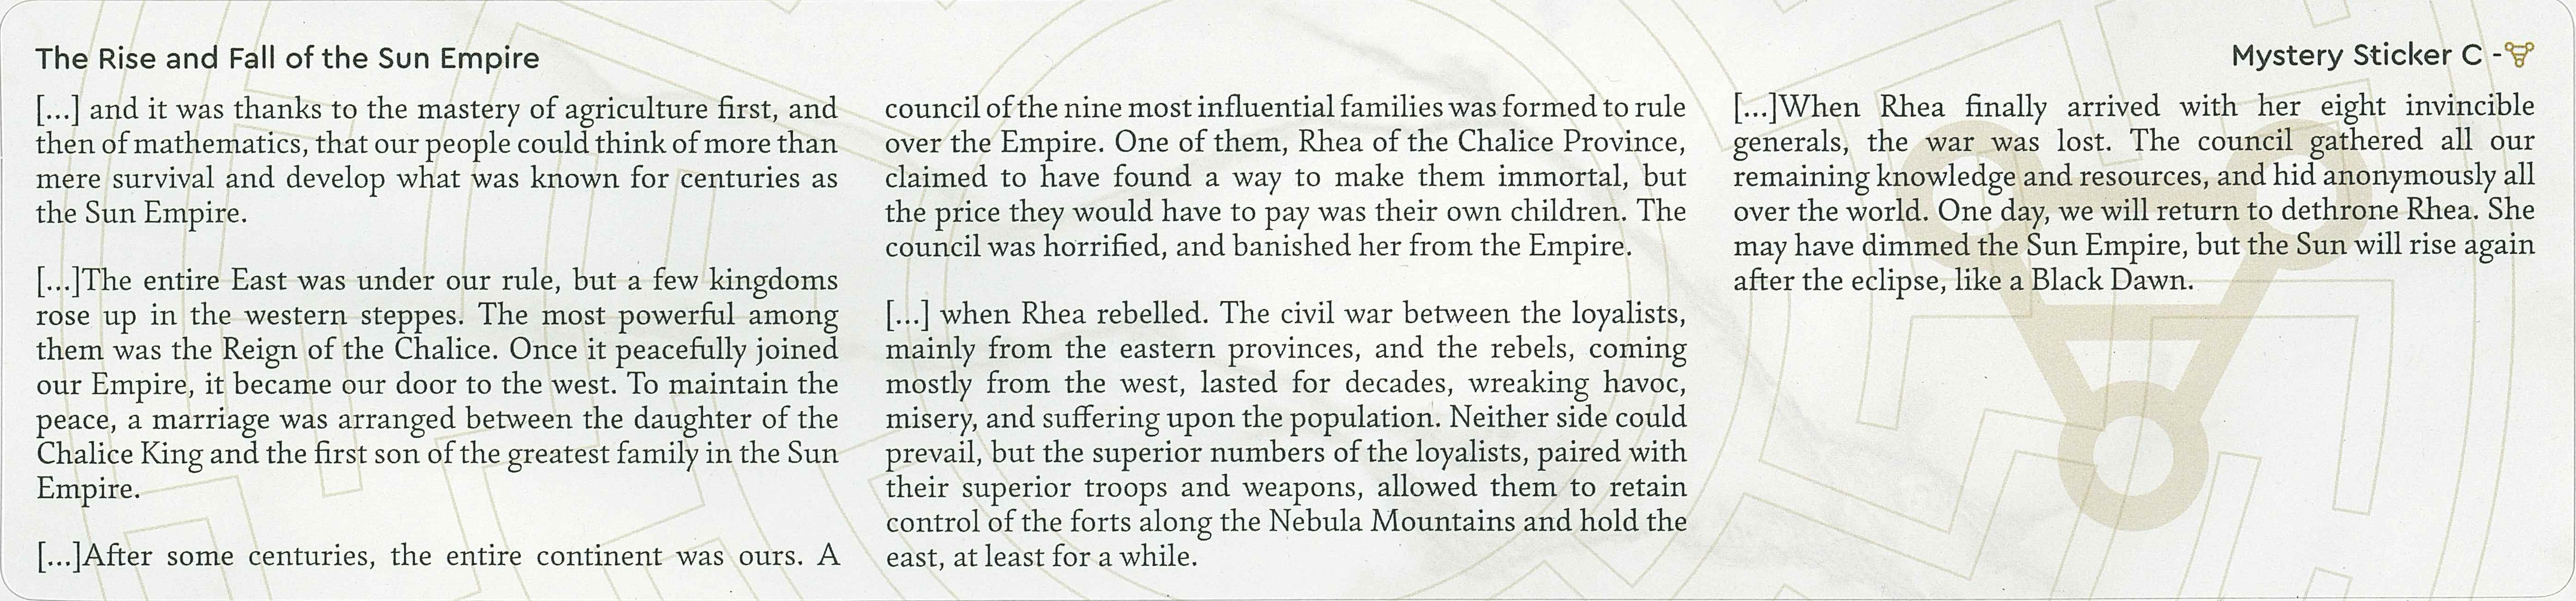 The Rise and Fall of the Sun Empire
Mystery Sticker C -
[...] and it was thanks to the mastery of agriculture first, and
then of mathematics, that our people could think of more than
mere survival and develop what was known for centuries as
the Sun Empire.
[...]The entire East was under our rule, but a few kingdoms
rose up in the western steppes. The most powerful among
them was the Reign of the Chalice. Once it peacefully joined
our Empire, it became our door to the west. To maintain the
peace, a marriage was arranged between the daughter of the
Chalice King and the first son of the greatest family in the Sun
Empire.
[...]After some centuries, the entire continent was ours. A
council of the nine most influential families was formed to rule
over the Empire. One of them, Rhea of the Chalice Province,
claimed to have found a way to make them immortal, but
the price they would have to pay was their own children. The
council was horrified, and banished her from the Empire.
[...] when Rhea rebelled. The civil war between the loyalists,
mainly from the eastern provinces, and the rebels, coming
mostly from the west, lasted for decades, wreaking havoc,
misery, and suffering upon the population. Neither side could
prevail, but the superior numbers of the loyalists, paired with
their superior troops and weapons, allowed them to retain
control of the forts along the Nebula Mountains and hold the
east, at least for a while.
[...]When Rhea finally arrived with her eight invincible
generals, the war was lost. The council gathered all our
remaining knowledge and resources, and hid anonymously all
over the world. One day, we will return to dethrone Rhea. She
may have dimmed the Sun Empire, but the Sun will rise again
after the eclipse, like a Black Dawn.